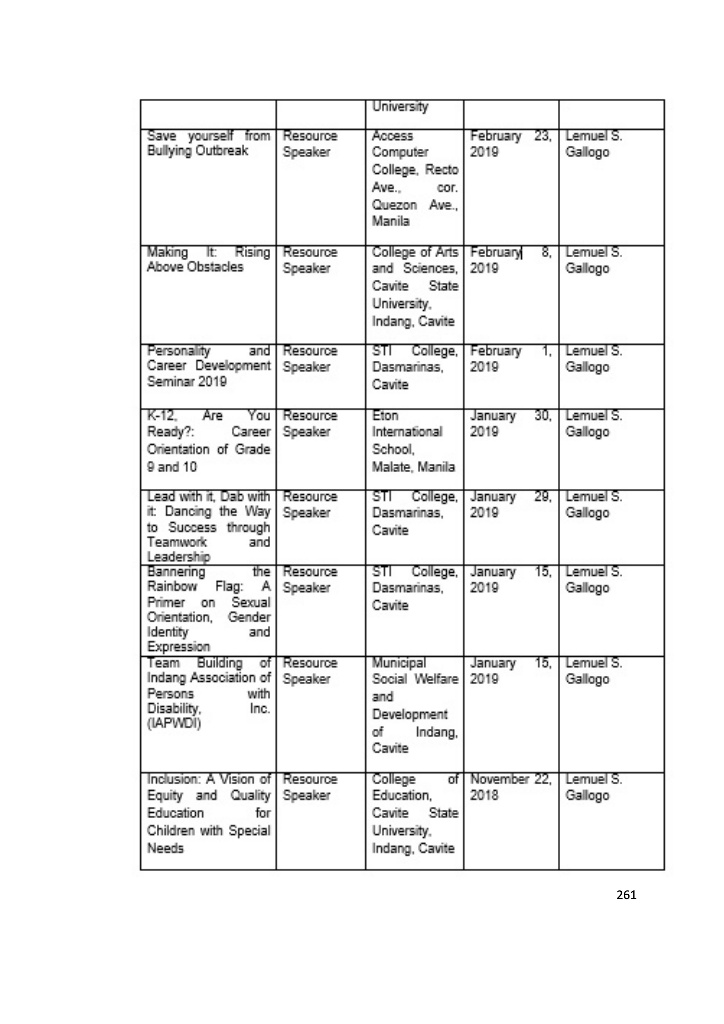 University
Save yourself from
Bullying Outbreak
Resource
Speaker
Access
Computer
College, Recto
Ave., cor.
Quezon Ave.,
Manila
February 23,
2019
Lemuel S.
Gallogo
Making It: Rising
Above Obstacles
Resource
Speaker
College of Arts
and Sciences,
Cavite State
University,
Indang, Cavite
February 8,
2019
Lemuel S.
Gallogo
Personality and
Career Development
Seminar 2019
Resource
Speaker
STI College,
Dasmarinas,
Cavite
February 1,
2019
Lemuel S.
Gallogo
K-12, Are You
Ready?: Career
Orientation of Grade
9 and 10
Resource
Speaker
Eton
International
School,
Malate, Manila
January 30,
2019
Lemuel S.
Gallogo
Lead with it, Dab with
it: Dancing the Way
to Success through
Teamwork and
Leadership
Resource
Speaker
STI College,
Dasmarinas,
Cavite
January 29,
2019
Lemuel S.
Gallogo
Bannering the
Rainbow Flag: A
Primer on Sexual
Orientation, Gender
Identity and
Expression
Resource
Speaker
STI College,
Dasmarinas,
Cavite
January 15,
2019
Lemuel S.
Gallogo
Team Building of
Indang Association of
Persons with
Disability, Inc.
(IAPWDI)
Resource
Speaker
Municipal
Social Welfare
and
Development
of Indang,
Cavite
January 15,
2019
Lemuel S.
Gallogo
Inclusion: A Vision of
Equity and Quality
Education for
Children with Special
Needs
Resource
Speaker
College of
Education,
Cavite State
University,
Indang, Cavite
November 22,
2018
Lemuel S.
Gallogo
261